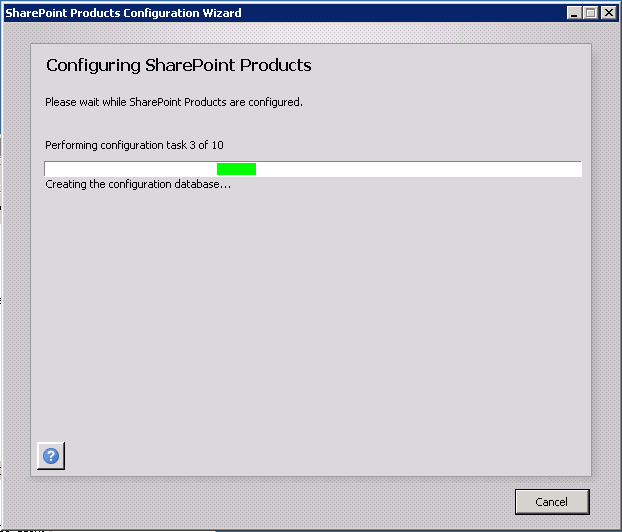 SharePoint Products Configuration Wizard
Configuring SharePoint Products
Please wait while SharePoint Products are configured.
Performing configuration task 3 of 10
Creating the configuration database...
?
Cancel